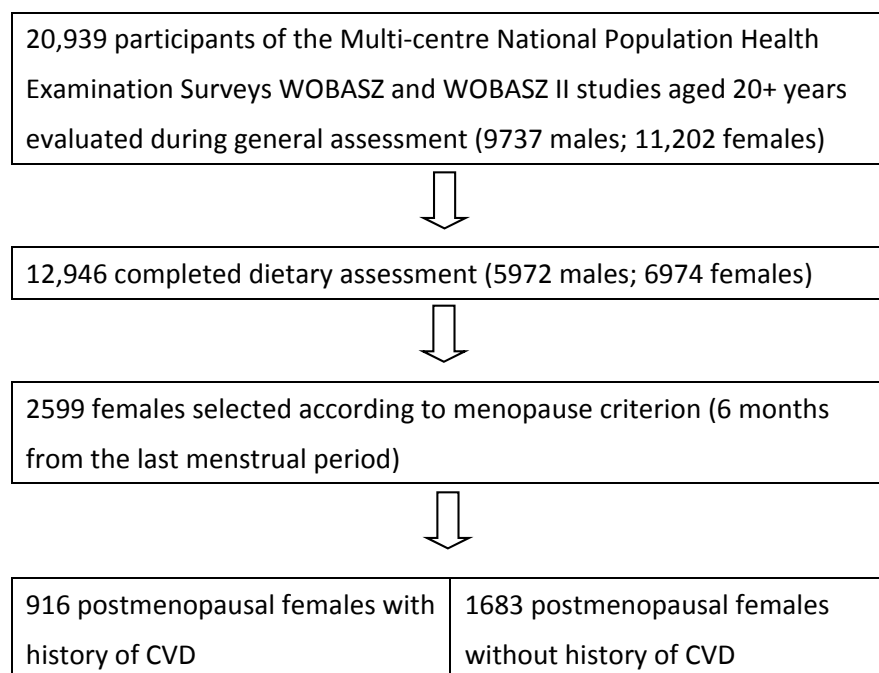 20,939 participants of the Multi-centre National Population Health
Examination Surveys WOBASZ and WOBASZ II studies aged 20+ years
evaluated during general assessment (9737 males; 11,202 females)
12,946 completed dietary assessment (5972 males; 6974 females)
2599 females selected according to menopause criterion (6 months
from the last menstrual period)
916 postmenopausal females with
history of CVD
1683 postmenopausal females
without history of CVD